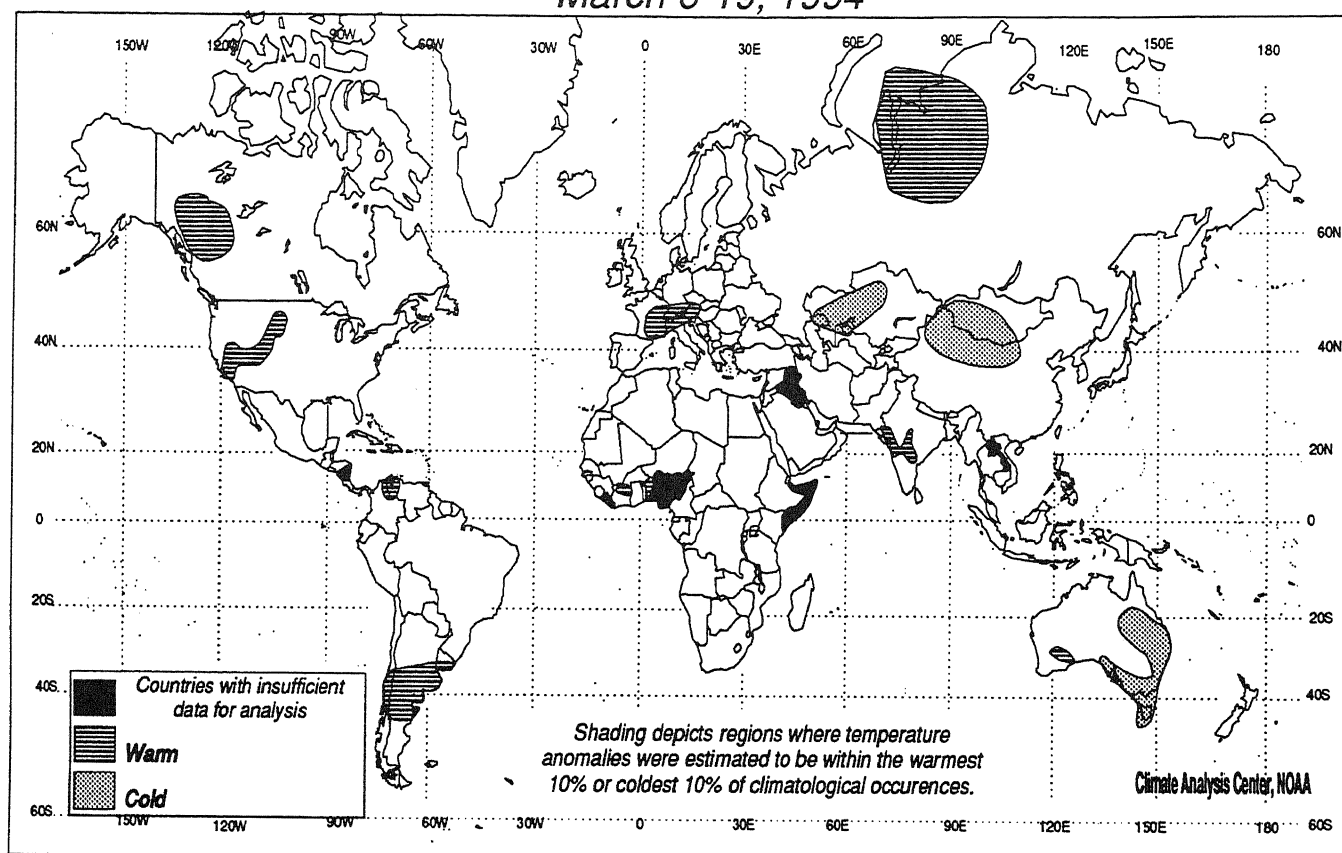 March 6-19, 1994
150W 120W 90W 60W 30W 0 30E 60E 90E 120E 150E 180
60N 60N
40N 40N
20N 20N
0 0
20S 20S
40S 40S
Countries with insufficient
data for analysis
Warm
Cold
Shading depicts regions where temperature
anomalies were estimated to be within the warmest
10% or coldest 10% of climatological occurences.
Climate Analysis Center, NOAA
60S 60S
150W 120W 90W 60W 30W 0 30E 60E 90E 120E 150E 180